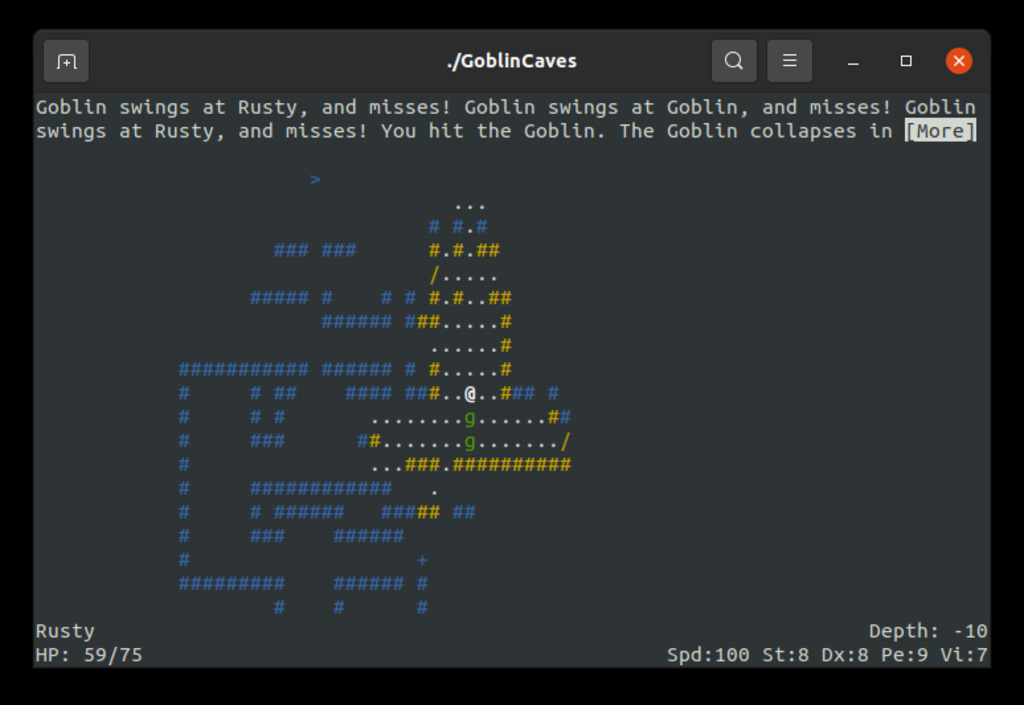 ./GoblinCaves
Goblin swings at Rusty, and misses! Goblin swings at Goblin, and misses! Goblin
swings at Rusty, and misses! You hit the Goblin. The Goblin collapses in [More]
>
...
# #.#
### ### #.#.##
/.....
##### # # # #.#..##
###### ###.....#
......#
########### ###### # #.....#
# # ## #### ###..@..### #
# # # ........g......##
# ### ##.......g......./
# ...###.##########
# ############ .
# # ###### ##### ##
# ### ######
# +
######### ###### #
# # #
Rusty Depth: -10
HP: 59/75 Spd:100 St:8 Dx:8 Pe:9 Vi:7